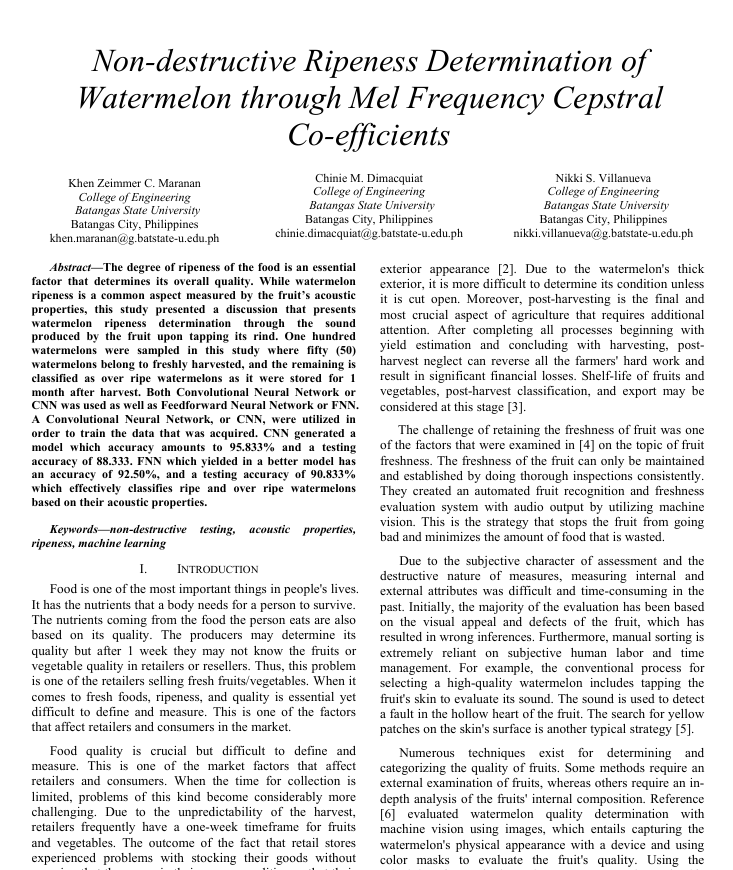 Non-destructive Ripeness Determination of
Watermelon through Mel Frequency Cepstral
Co-efficients
Khen Zeimmer C. Maranan
College of Engineering
Batangas State University
Batangas City, Philippines
khen.maranan@g.batstate-u.edu.ph
Chinie M. Dimacquiat
College of Engineering
Batangas State University
Batangas City, Philippines
chinie.dimacquiat@g.batstate-u.edu.ph
Nikki S. Villanueva
College of Engineering
Batangas State University
Batangas City, Philippines
nikki.villanueva@g.batstate-u.edu.ph
Abstract—The degree of ripeness of the food is an essential
factor that determines its overall quality. While watermelon
ripeness is a common aspect measured by the fruit's acoustic
properties, this study presented a discussion that presents
watermelon ripeness determination through the sound
produced by the fruit upon tapping its rind. One hundred
watermelons were sampled in this study where fifty (50)
watermelons belong to freshly harvested, and the remaining is
classified as over ripe watermelons as it were stored for 1
month after harvest. Both Convolutional Neural Network or
CNN was used as well as Feedforward Neural Network or FNN.
A Convolutional Neural Network, or CNN, were utilized in
order to train the data that was acquired. CNN generated a
model which accuracy amounts to 95.833% and a testing
accuracy of 88.333. FNN which yielded in a better model has
an accuracy of 92.50%, and a testing accuracy of 90.833%
which effectively classifies ripe and over ripe watermelons
based on their acoustic properties.
Keywords—non-destructive testing, acoustic properties,
ripeness, machine learning
I. INTRODUCTION
Food is one of the most important things in people's lives.
It has the nutrients that a body needs for a person to survive.
The nutrients coming from the food the person eats are also
based on its quality. The producers may determine its
quality but after 1 week they may not know the fruits or
vegetable quality in retailers or resellers. Thus, this problem
is one of the retailers selling fresh fruits/vegetables. When it
comes to fresh foods, ripeness, and quality is essential yet
difficult to define and measure. This is one of the factors
that affect retailers and consumers in the market.
Food quality is crucial but difficult to define and
measure. This is one of the market factors that affect
retailers and consumers. When the time for collection is
limited, problems of this kind become considerably more
challenging. Due to the unpredictability of the harvest,
retailers frequently have a one-week timeframe for fruits
and vegetables. The outcome of the fact that retail stores
experienced problems with stocking their goods without
exterior appearance [2]. Due to the watermelon's thick
exterior, it is more difficult to determine its condition unless
it is cut open. Moreover, post-harvesting is the final and
most crucial aspect of agriculture that requires additional
attention. After completing all processes beginning with
yield estimation and concluding with harvesting, post-
harvest neglect can reverse all the farmers' hard work and
result in significant financial losses. Shelf-life of fruits and
vegetables, post-harvest classification, and export may be
considered at this stage [3].
The challenge of retaining the freshness of fruit was one
of the factors that were examined in [4] on the topic of fruit
freshness. The freshness of the fruit can only be maintained
and established by doing thorough inspections consistently.
They created an automated fruit recognition and freshness
evaluation system with audio output by utilizing machine
vision. This is the strategy that stops the fruit from going
bad and minimizes the amount of food that is wasted.
Due to the subjective character of assessment and the
destructive nature of measures, measuring internal and
external attributes was difficult and time-consuming in the
past. Initially, the majority of the evaluation has been based
on the visual appeal and defects of the fruit, which has
resulted in wrong inferences. Furthermore, manual sorting is
extremely reliant on subjective human labor and time
management. For example, the conventional process for
selecting a high-quality watermelon includes tapping the
fruit's skin to evaluate its sound. The sound is used to detect
a fault in the hollow heart of the fruit. The search for yellow
patches on the skin's surface is another typical strategy [5].
Numerous techniques exist for determining and
categorizing the quality of fruits. Some methods require an
external examination of fruits, whereas others require an in-
depth analysis of the fruits' internal composition. Reference
[6] evaluated watermelon quality determination with
machine vision using images, which entails capturing the
watermelon's physical appearance with a device and using
color masks to evaluate the fruit's quality. Using the